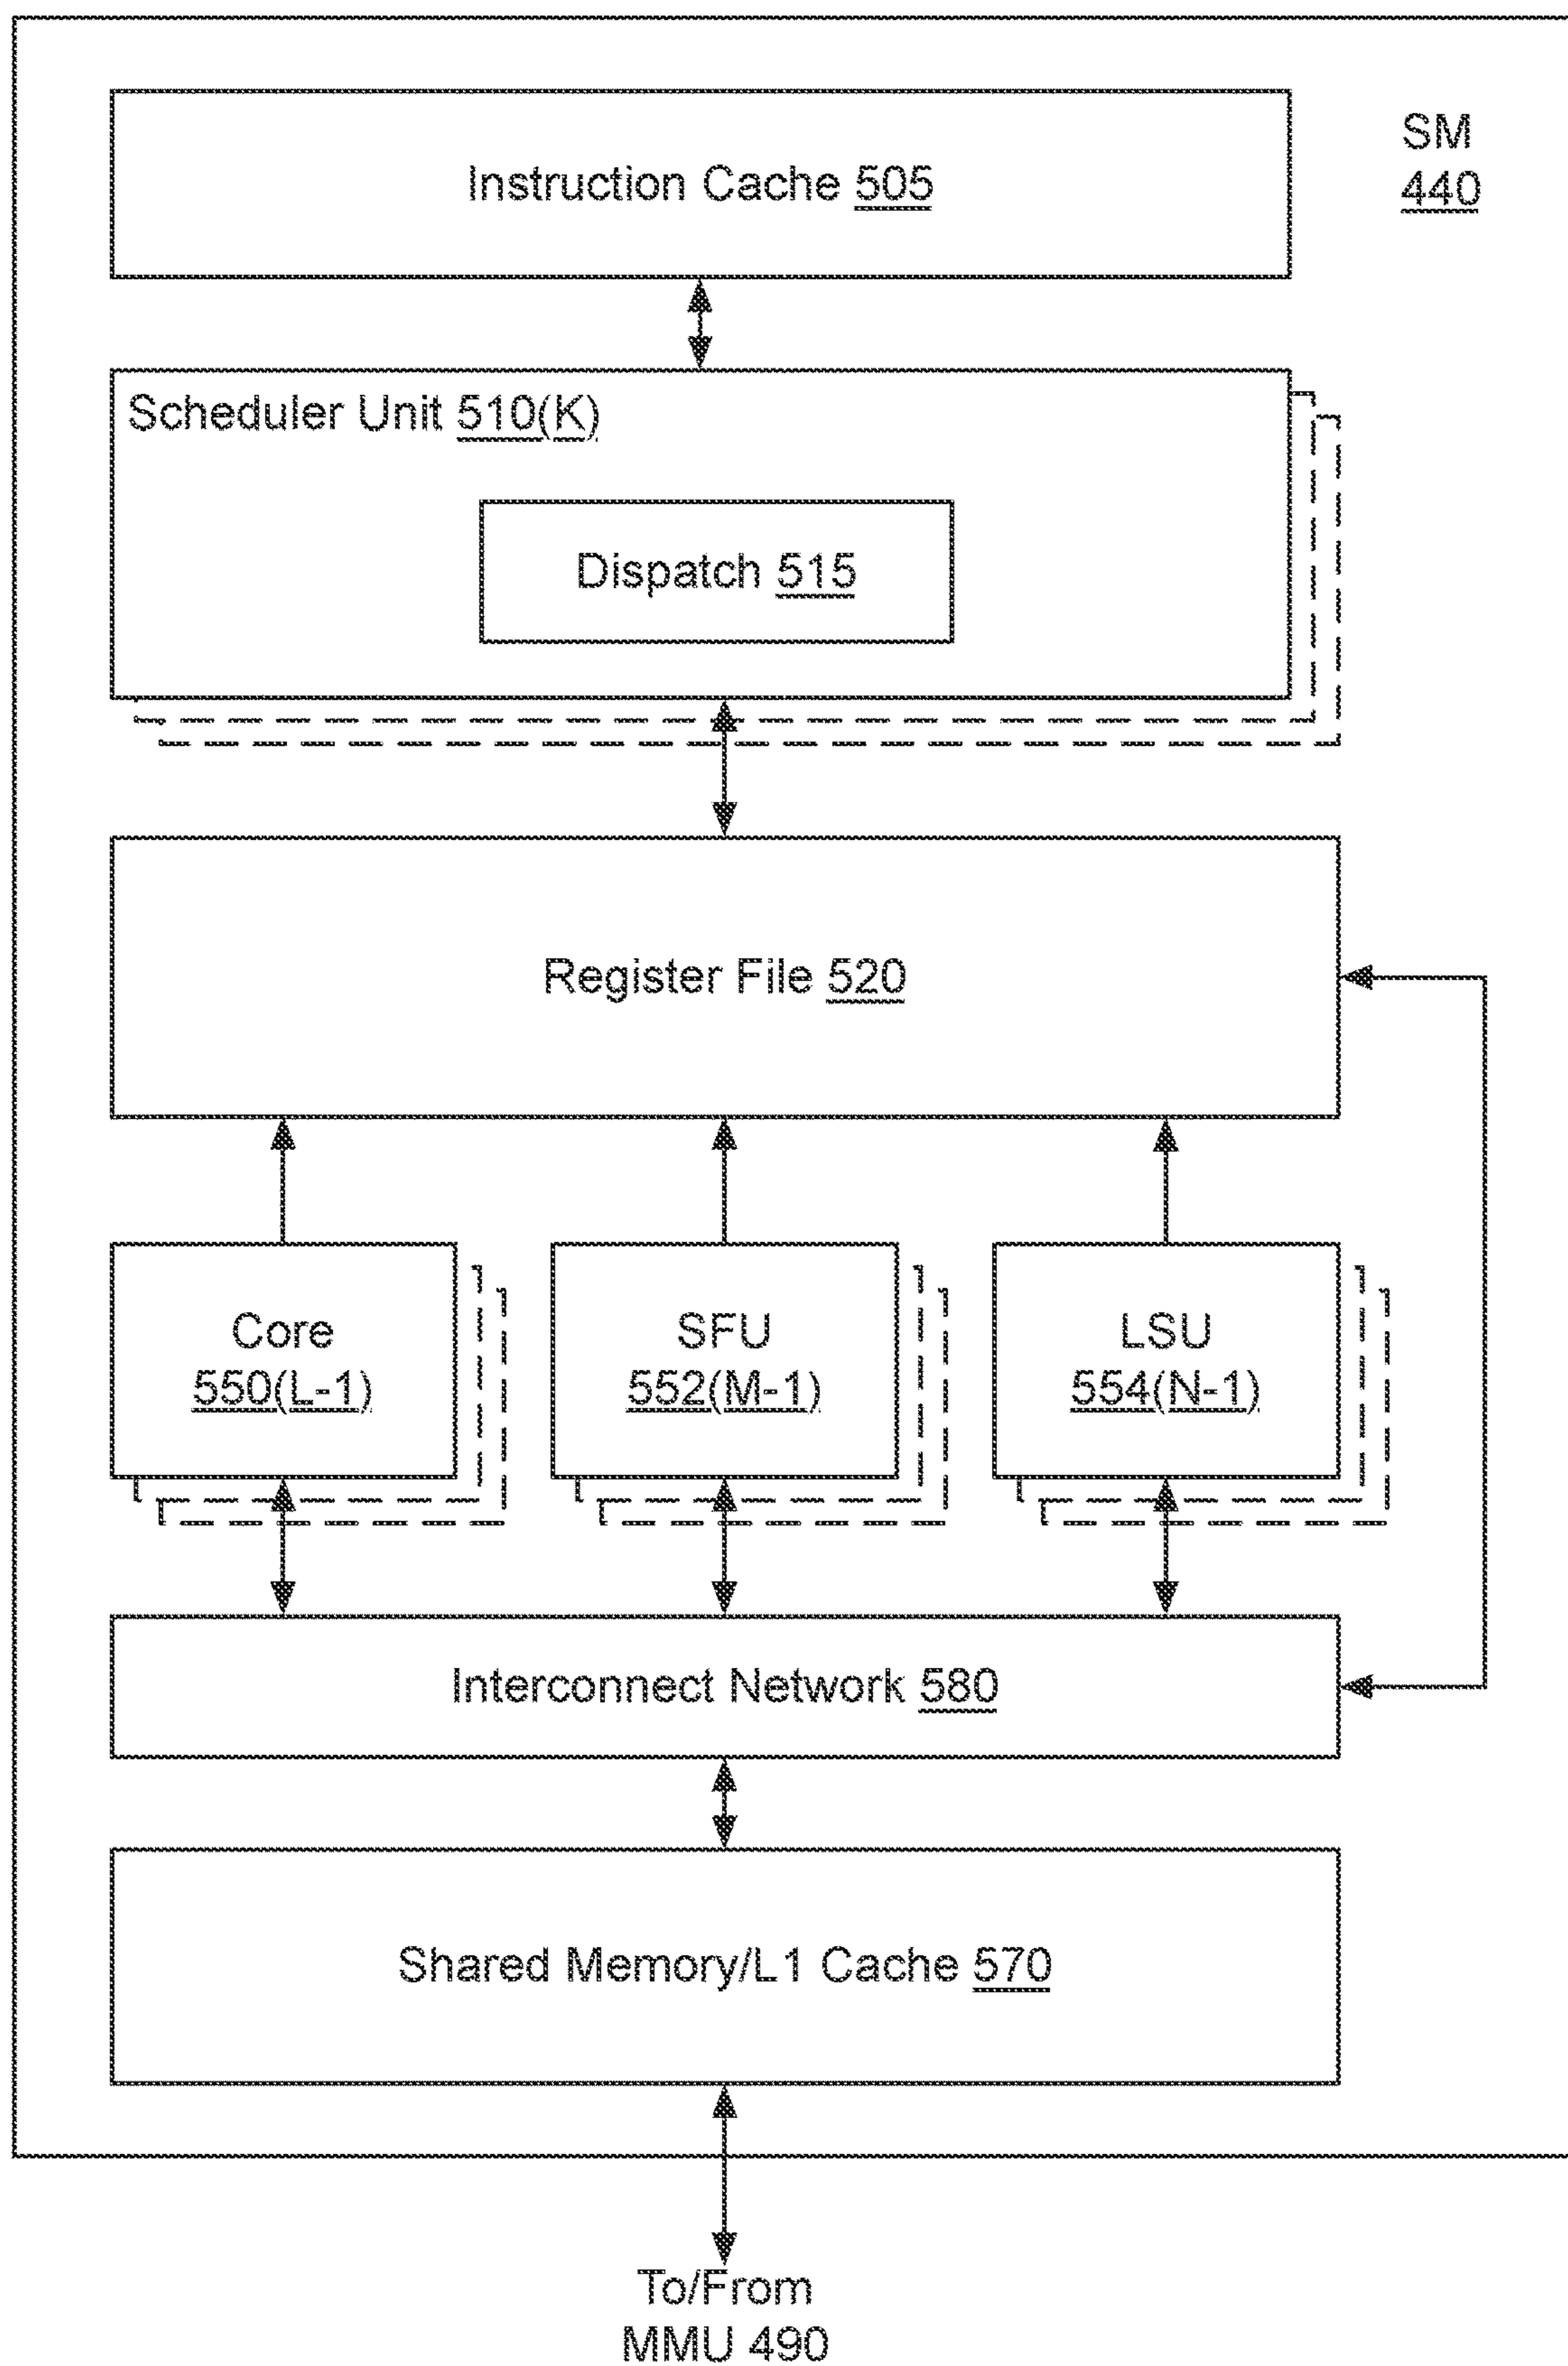 SM
440
Instruction Cache 505
Scheduler Unit 510(K)
Dispatch 515
Register File 520
Core
550(L-1)
SFU
552(M-1)
LSU
554(N-1)
Interconnect Network 580
Shared Memory/L1 Cache 570
To/From
MMU 490